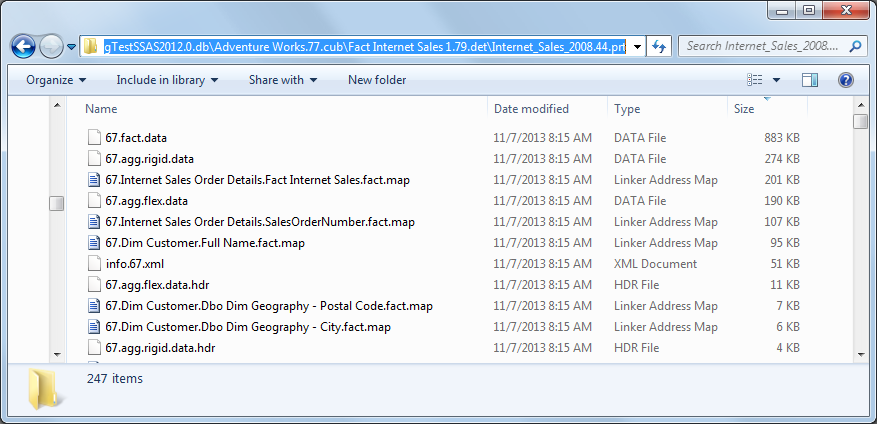 gTestSSAS2012.0.db\Adventure Works.77.cub\Fact Internet Sales 1.79.det\Internet_Sales_2008.44.prt
Search Internet_Sales_2008....
Organize Include in library Share with New folder
Name Date modified Type Size
67.fact.data 11/7/2013 8:15 AM DATA File 883 KB
67.agg.rigid.data 11/7/2013 8:15 AM DATA File 274 KB
67.Internet Sales Order Details.Fact Internet Sales.fact.map 11/7/2013 8:15 AM Linker Address Map 201 KB
67.agg.flex.data 11/7/2013 8:15 AM DATA File 190 KB
67.Internet Sales Order Details.SalesOrderNumber.fact.map 11/7/2013 8:15 AM Linker Address Map 107 KB
67.Dim Customer.Full Name.fact.map 11/7/2013 8:15 AM Linker Address Map 95 KB
info.67.xml 11/7/2013 8:15 AM XML Document 51 KB
67.agg.flex.data.hdr 11/7/2013 8:15 AM HDR File 11 KB
67.Dim Customer.Dbo Dim Geography - Postal Code.fact.map 11/7/2013 8:15 AM Linker Address Map 7 KB
67.Dim Customer.Dbo Dim Geography - City.fact.map 11/7/2013 8:15 AM Linker Address Map 6 KB
67.agg.rigid.data.hdr 11/7/2013 8:15 AM HDR File 4 KB
247 items